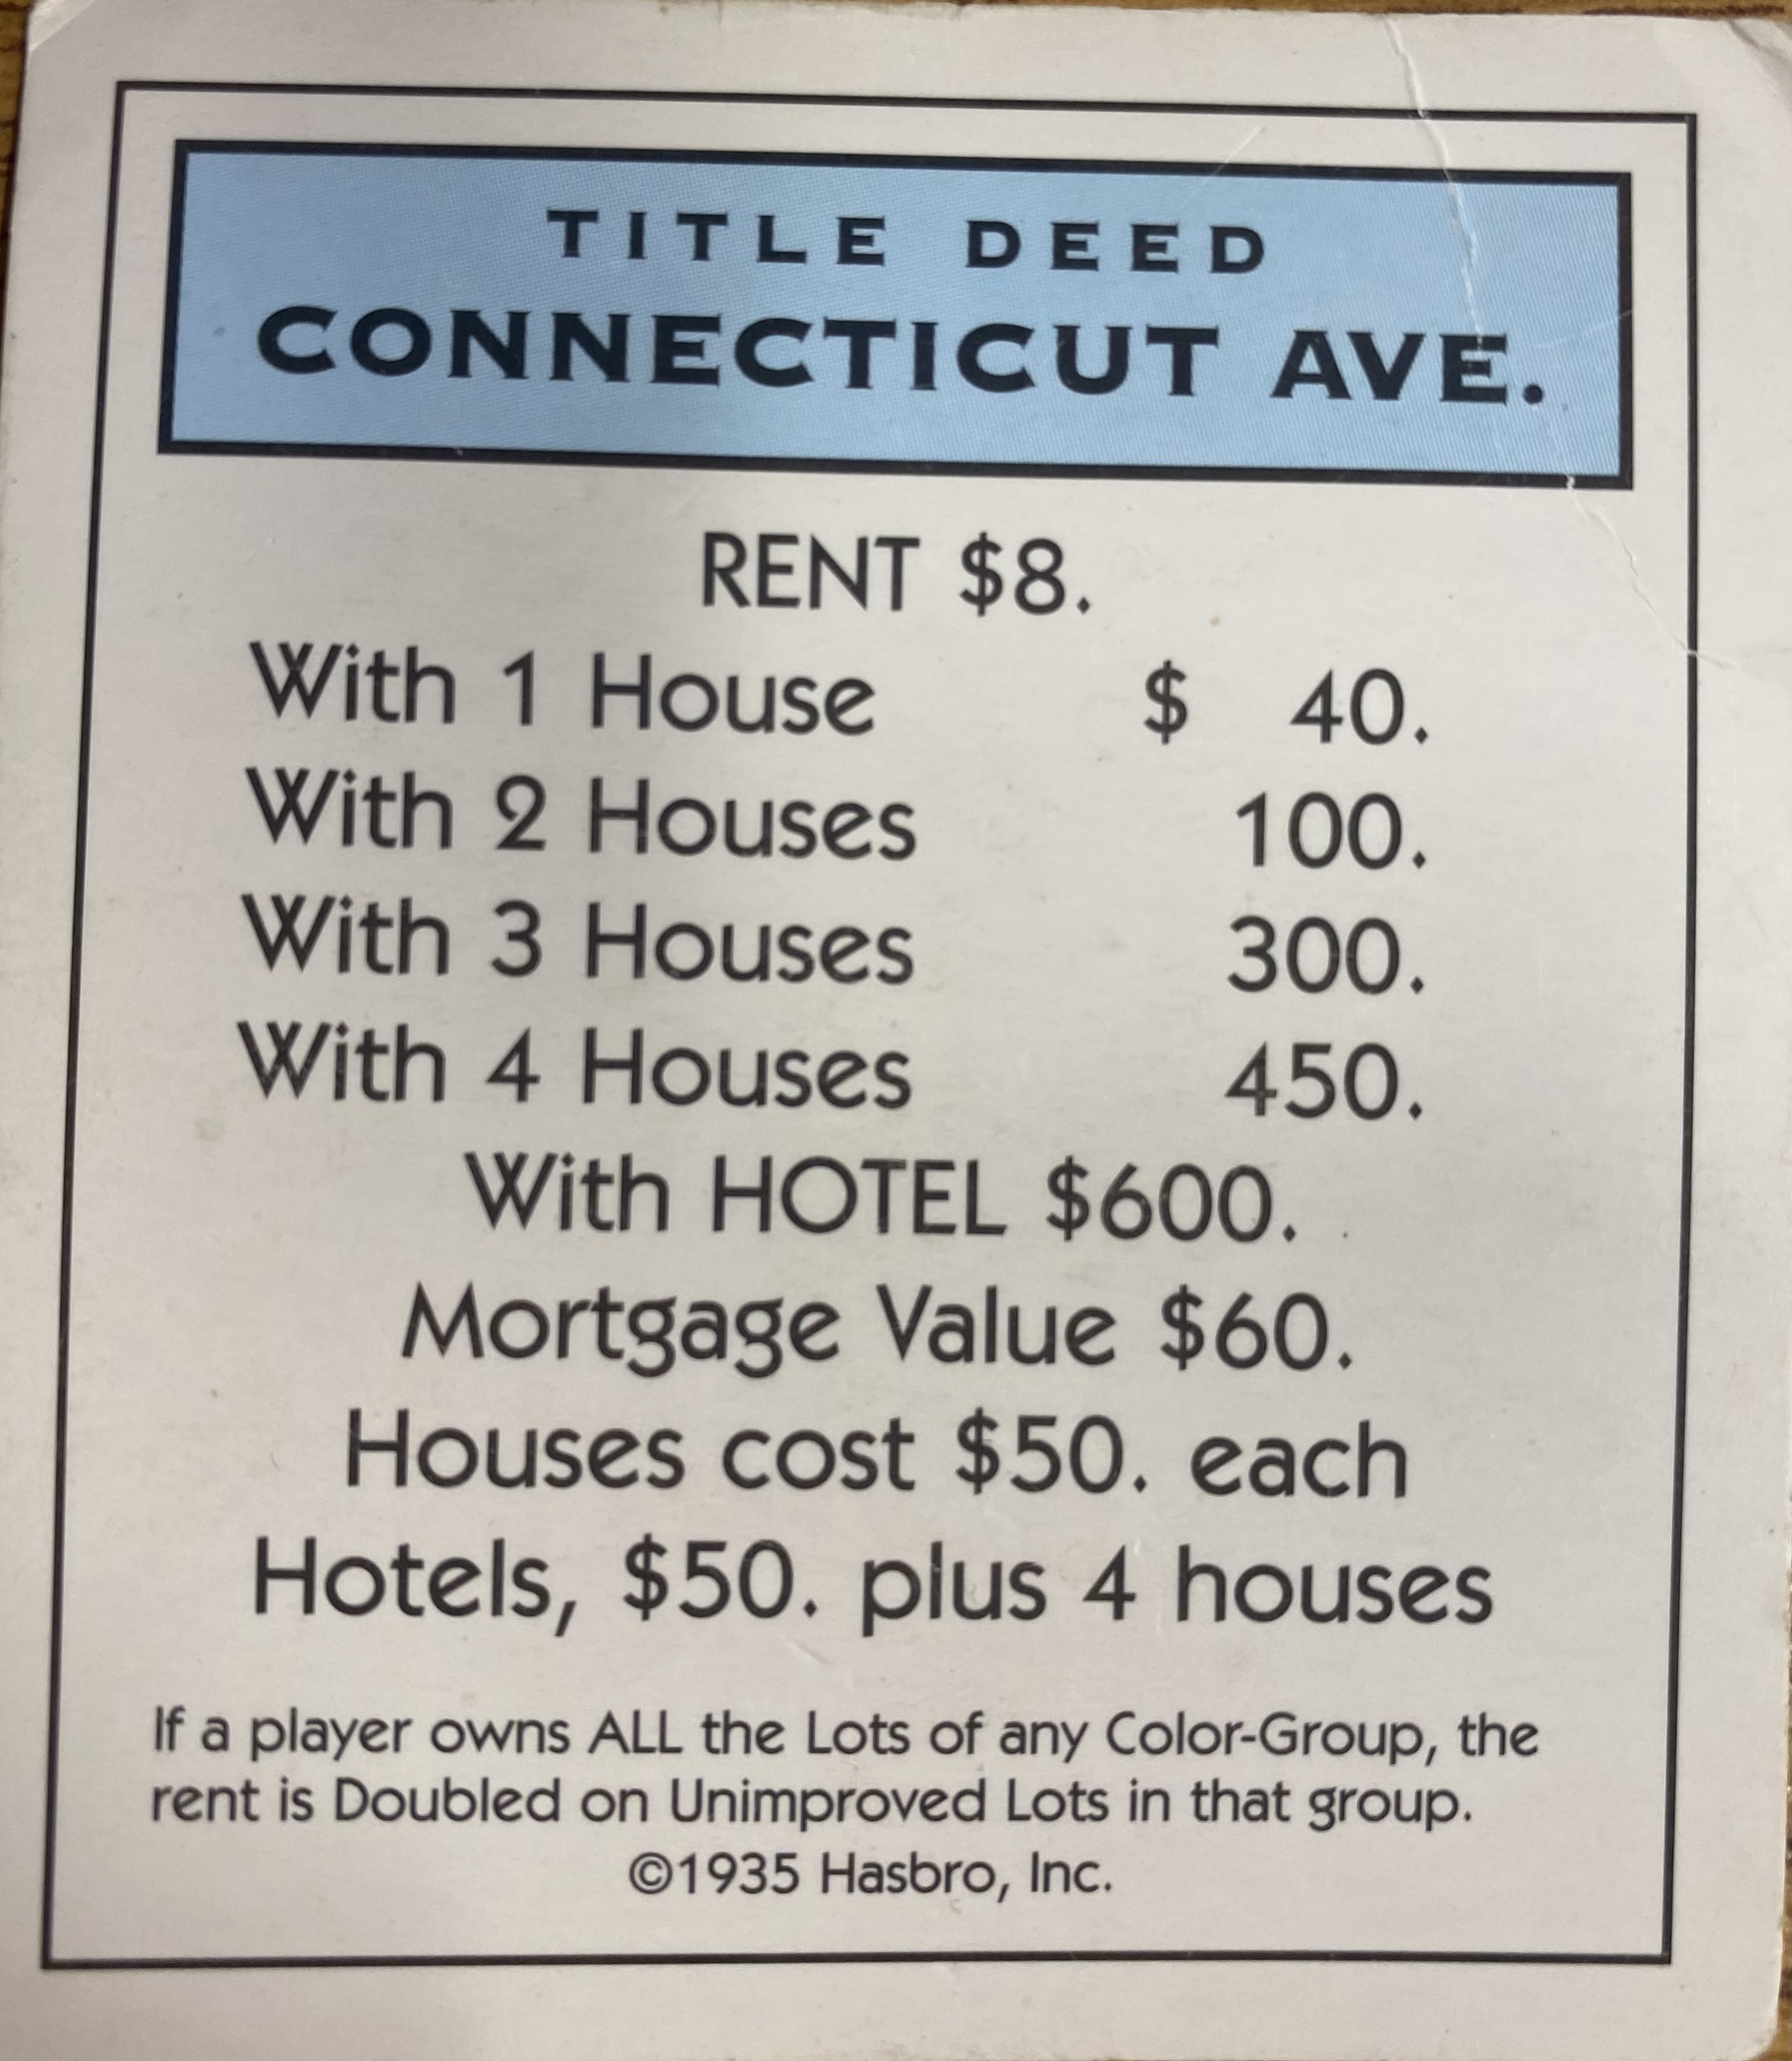 TITLE DEED
CONNECTICUT AVE.
RENT $8.
With 1 House $ 40.
With 2 Houses 100.
With 3 Houses 300.
With 4 Houses 450.
With HOTEL $600.
Mortgage Value $60.
Houses cost $50. each
Hotels, $50. plus 4 houses
If a player owns ALL the Lots of any Color-Group, the
rent is Doubled on Unimproved Lots in that group.
©1935 Hasbro, Inc.